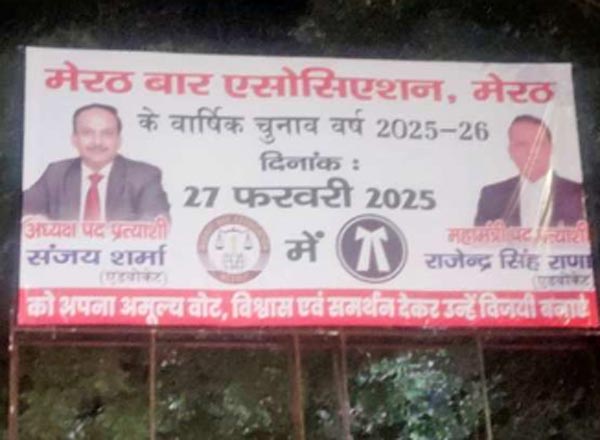 मेरठ बार एसोसिएशन, मेरठ
के वार्षिक चुनाव वर्ष 2025-26
दिनांक :
27 फरवरी 2025
अध्यक्ष पद प्रत्याशी
संजय शर्मा
(एडवोकेट)
में
महामंत्री पद प्रत्याशी
राजेन्द्र सिंह राणा
(एडवोकेट)
को अपना अमूल्य वोट, विश्वास एवं समर्थन देकर उन्हें विजयी बनाऐ